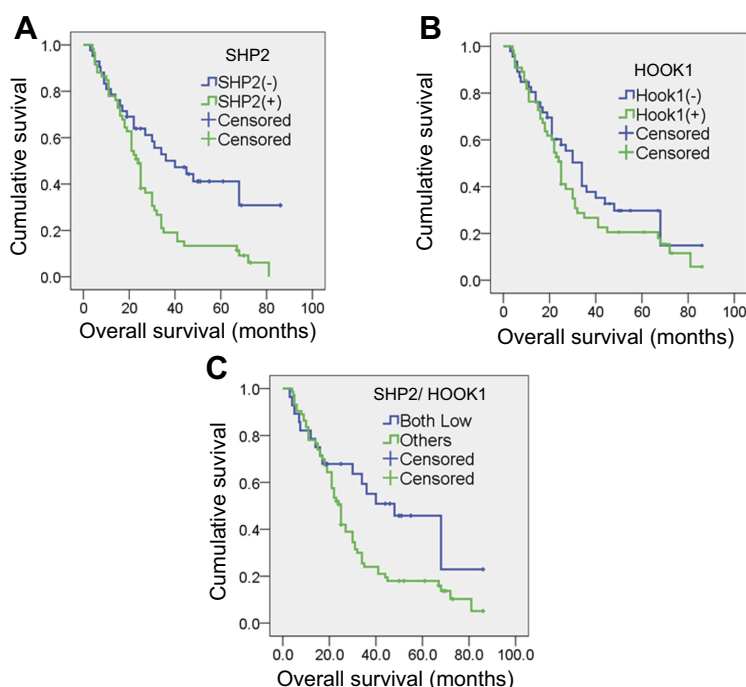 A
SHP2
SHP2(-)
SHP2(+)
Censored
Censored
1.0
0.8
0.6
0.4
0.2
0.0
0 20 40 60 80 100
Cumulative suvival
Overall survival (months)
B
HOOK1
Hook1(-)
Hook1(+)
Censored
Censored
1.0
0.8
0.6
0.4
0.2
0.0
0 20 40 60 80 100
Cumulative suvival
Overall survival (months)
C
SHP2/ HOOK1
Both Low
Others
Censored
Censored
1.0
0.8
0.6
0.4
0.2
0.0
0.0 20.0 40.0 60.0 80.0 100.0
Cumulative suvival
Overall survival (months)